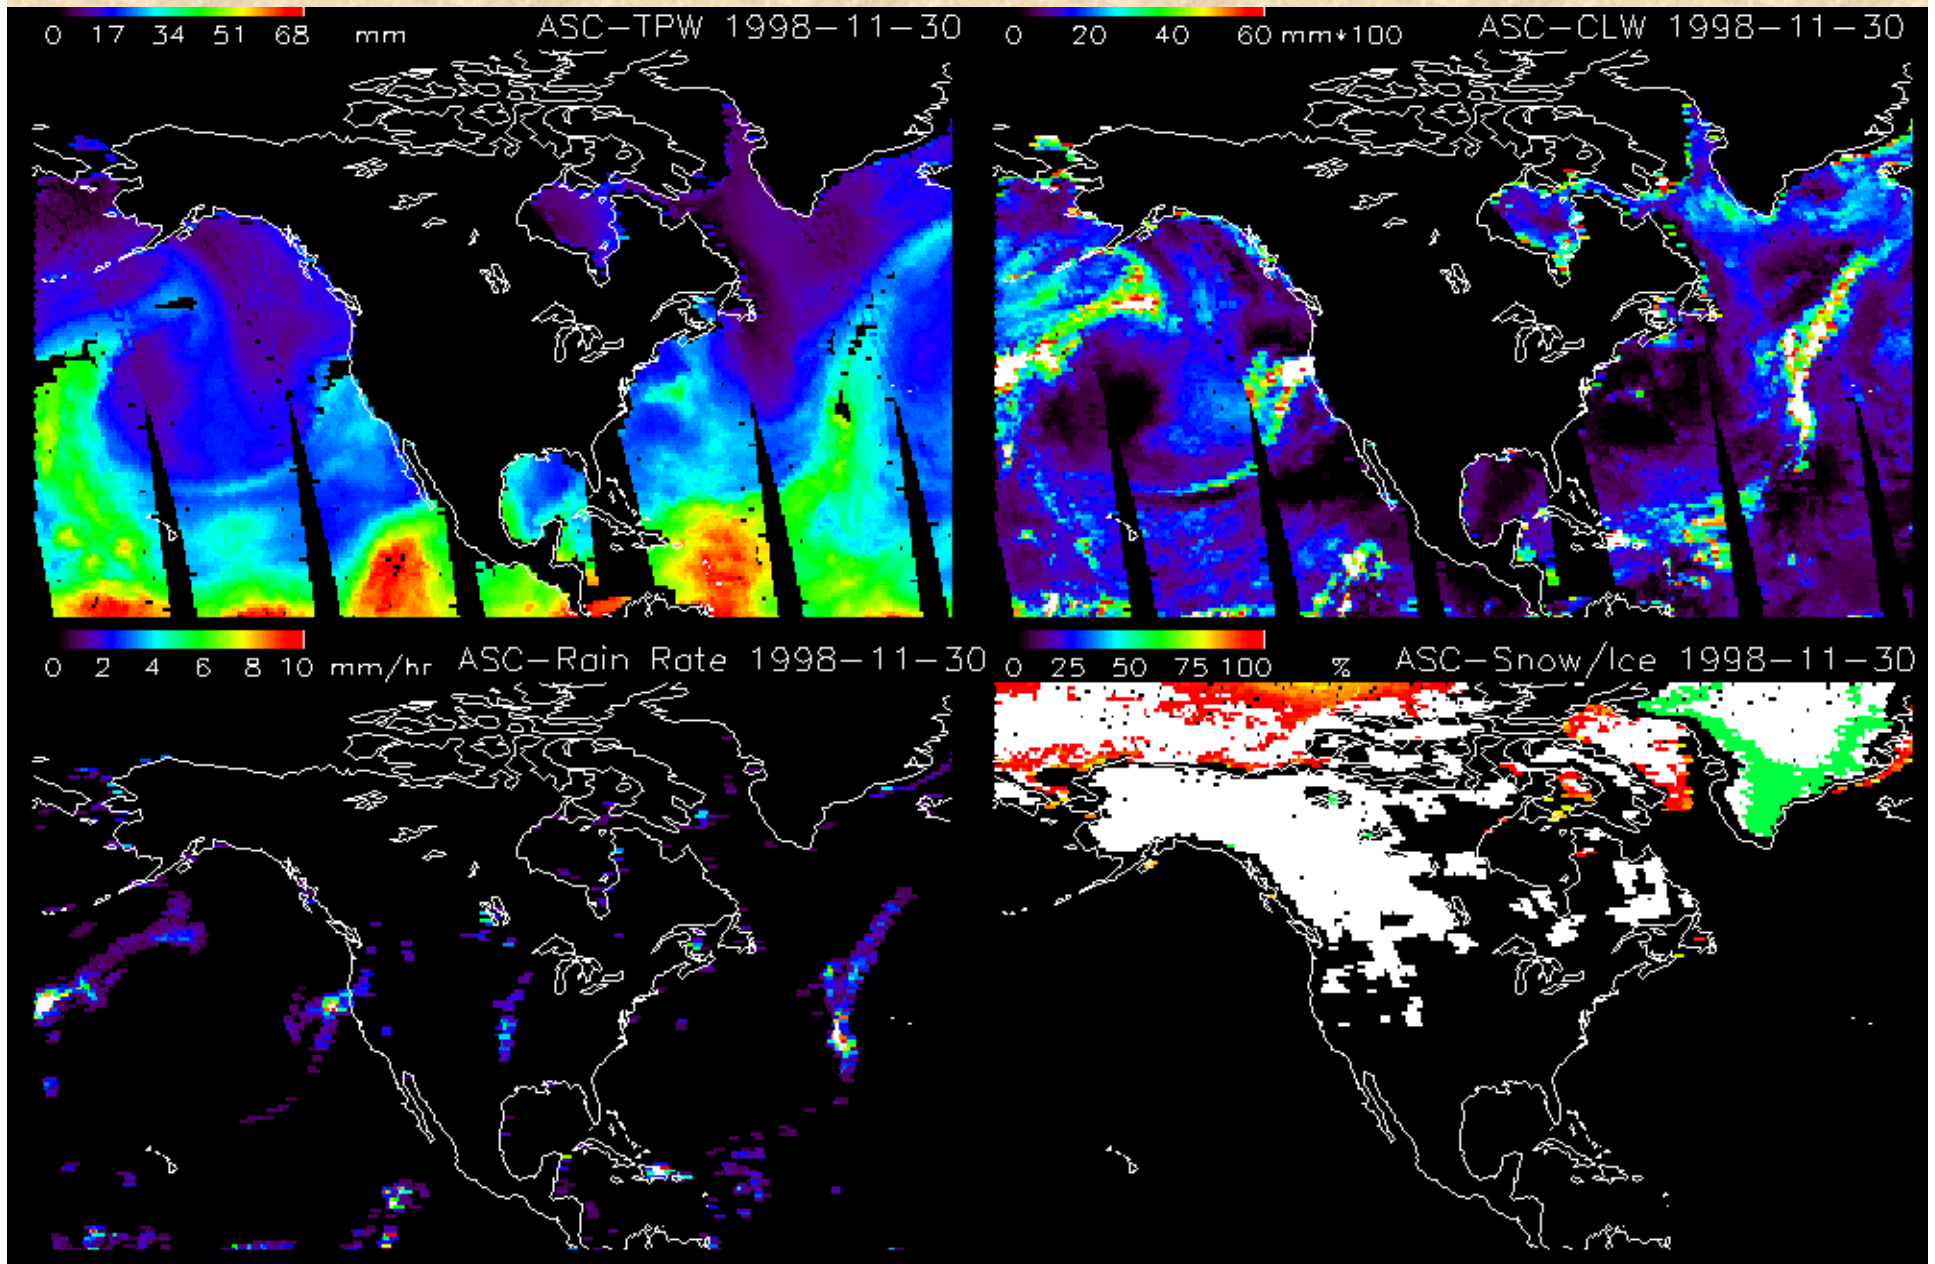 0 17 34 51 68 mm
ASC-TPW 1998-11-30
0 20 40 60 mm*100
ASC-CLW 1998-11-30
0 2 4 6 8 10 mm/hr
ASC-Rain Rate 1998-11-30
0 25 50 75 100 %
ASC-Snow/Ice 1998-11-30